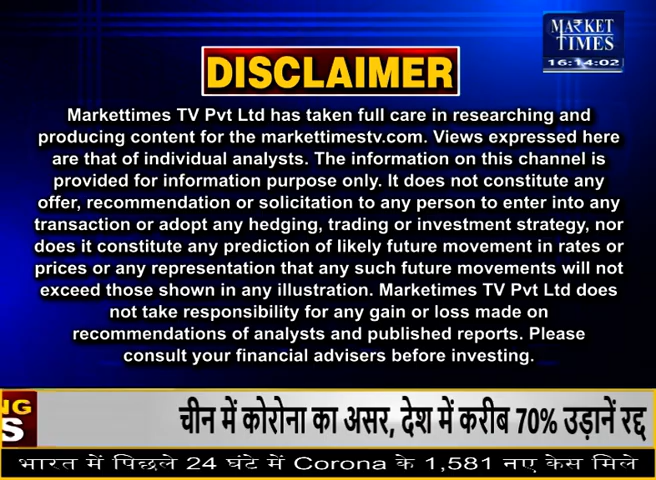 MARKET
TIMES
16:14:02
DISCLAIMER
Markettimes TV Pvt Ltd has taken full care in researching and
producing content for the markettimestv.com. Views expressed here
are that of individual analysts. The information on this channel is
provided for information purpose only. It does not constitute any
offer, recommendation or solicitation to any person to enter into any
transaction or adopt any hedging, trading or investment strategy, nor
does it constitute any prediction of likely future movement in rates or
prices or any representation that any such future movements will not
exceed those shown in any illustration. Marketimes TV Pvt Ltd does
not take responsibility for any gain or loss made on
recommendations of analysts and published reports. Please
consult your financial advisers before investing.
NG
S
चीन में कोरोना का असर, देश में करीब 70% उड़ानें रद्द
भारत में पिछले 24 घंटे में Corona के 1,581 नए केस मिले